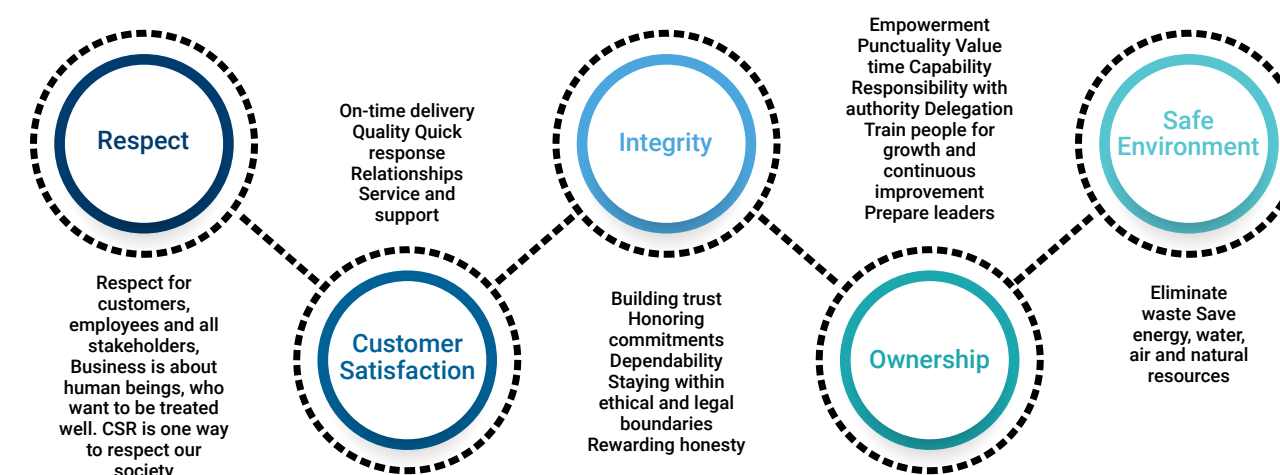 Respect
Respect for
customers,
employees and all
stakeholders,
Business is about
human beings, who
want to be treated
well. CSR is one way
to respect our
society
On-time delivery
Quality Quick
response
Relationships
Service and
support
Customer
Satisfaction
Integrity
Building trust
Honoring
commitments
Dependability
Staying within
ethical and legal
boundaries
Rewarding honesty
Empowerment
Punctuality Value
time Capability
Responsibility with
authority Delegation
Train people for
growth and
continuous
improvement
Prepare leaders
Ownership
Safe
Environment
Eliminate
waste Save
energy, water,
air and natural
resources